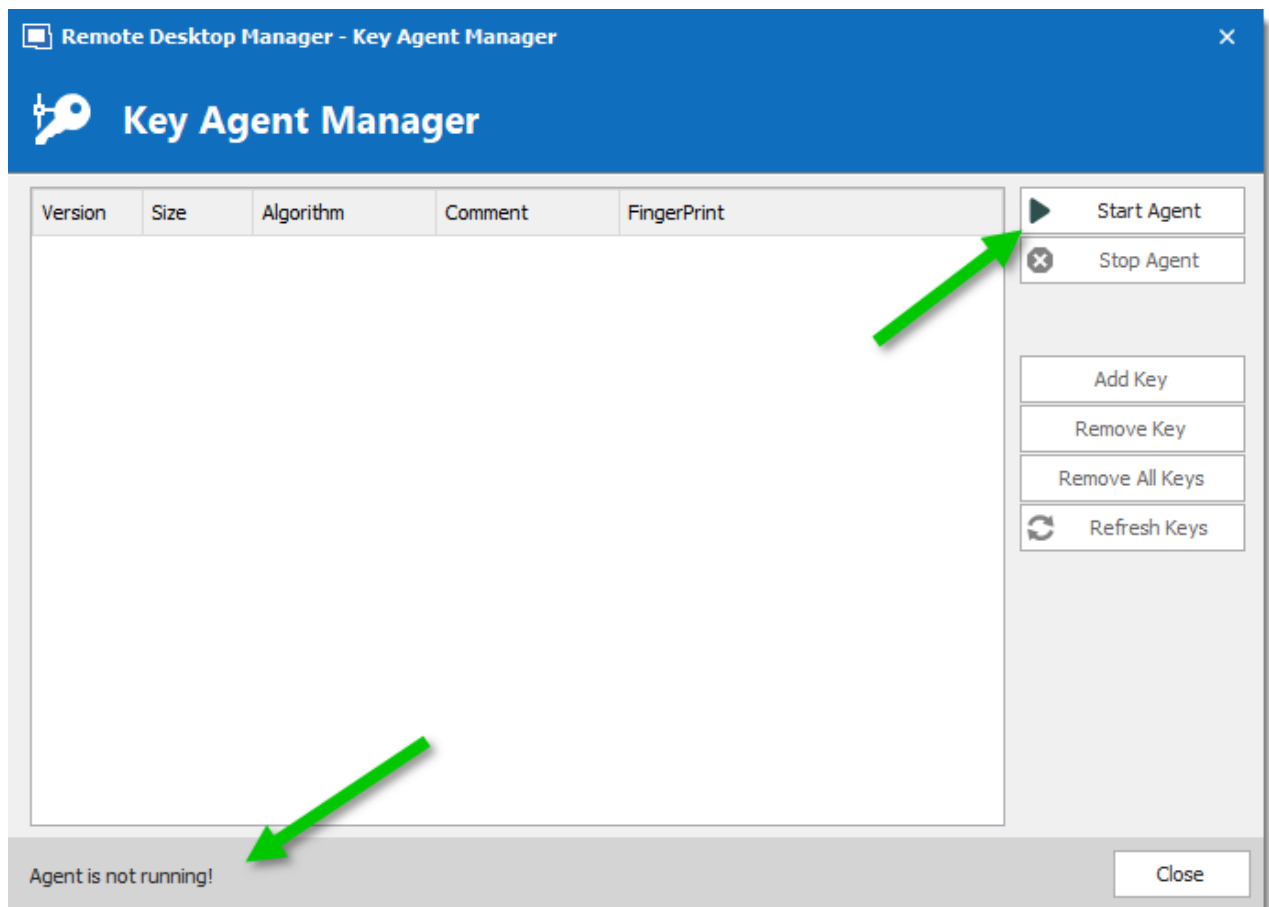 Remote Desktop Manager - Key Agent Manager
Key Agent Manager
Version Size Algorithm Comment FingerPrint
Start Agent
Stop Agent
Add Key
Remove Key
Remove All Keys
Refresh Keys
Agent is not running!
Close